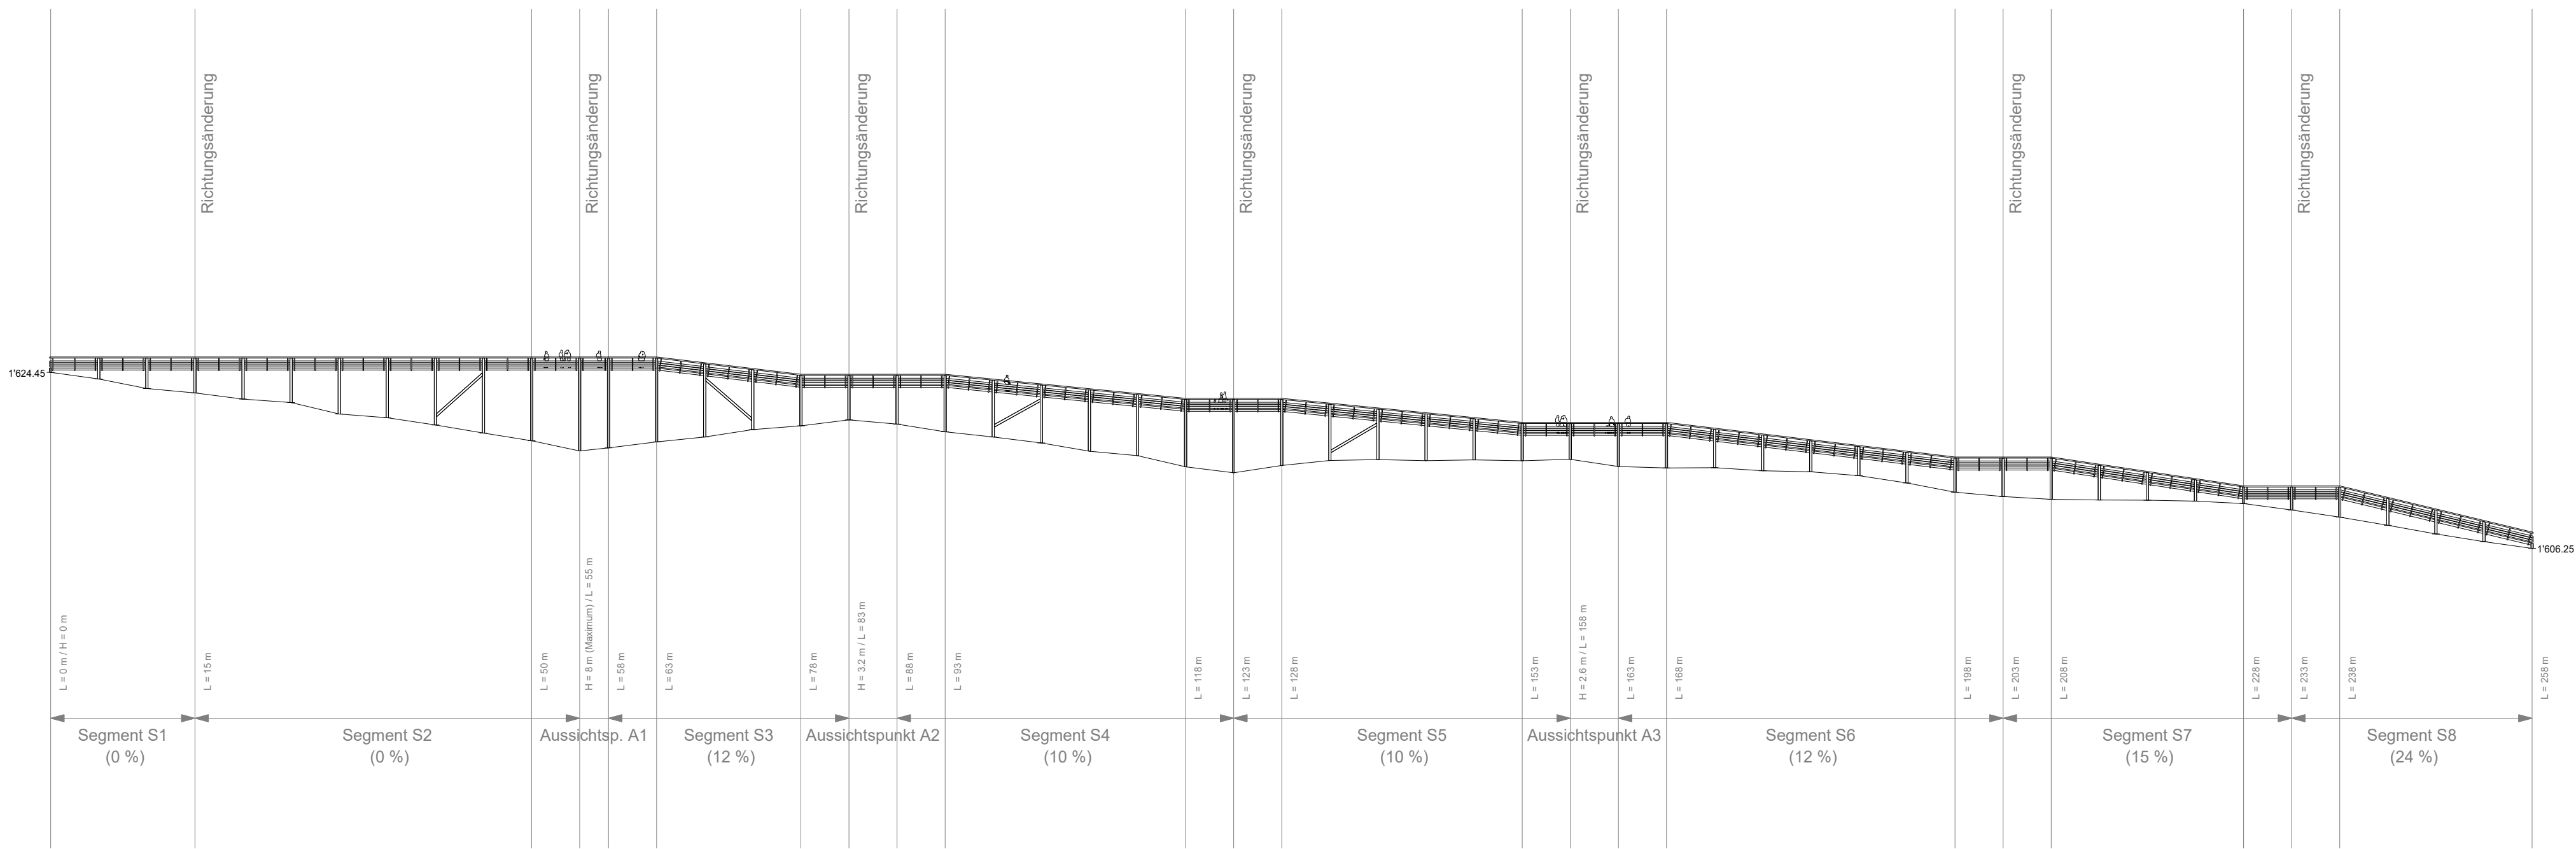 Richtungsänderung
Richtungsänderung
Richtungsänderung
Richtungsänderung
Richtungsänderung
Richtungsänderung
Richtungsänderung
1'624.45
1'606.25
L = 0 m / H = 0 m
L = 15 m
L = 50 m
H = 8 m (Maximum) / L = 55 m
L = 58 m
L = 63 m
L = 78 m
H = 3.2 m / L = 83 m
L = 88 m
L = 93 m
L = 118 m
L = 123 m
L = 128 m
L = 153 m
H = 2.6 m / L = 158 m
L = 163 m
L = 168 m
L = 198 m
L = 203 m
L = 208 m
L = 228 m
L = 233 m
L = 238 m
L = 258 m
Segment S1
(0 %)
Segment S2
(0 %)
Aussichtsp. A1
Segment S3
(12 %)
Aussichtspunkt A2
Segment S4
(10 %)
Segment S5
(10 %)
Aussichtspunkt A3
Segment S6
(12 %)
Segment S7
(15 %)
Segment S8
(24 %)